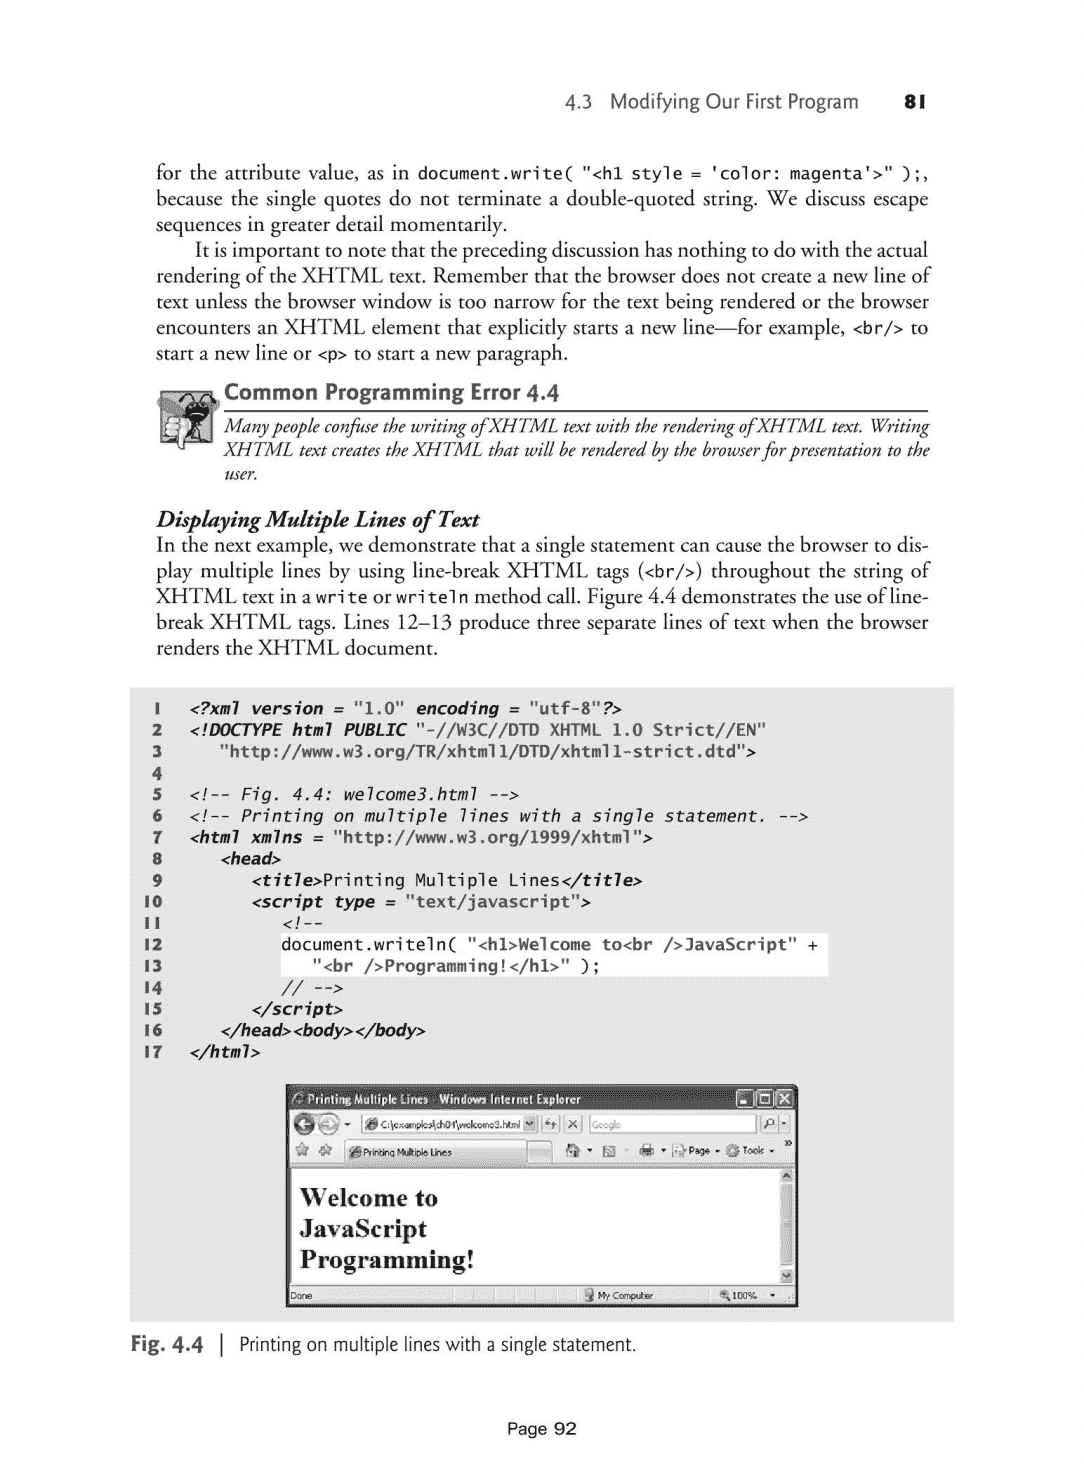 4.3 Modifying Our First Program 81
for the attribute value, as in document.write( "<h1 style = 'color: magenta'>" );,
because the single quotes do not terminate a double-quoted string. We discuss escape
sequences in greater detail momentarily.
It is important to note that the preceding discussion has nothing to do with the actual
rendering of the XHTML text. Remember that the browser does not create a new line of
text unless the browser window is too narrow for the text being rendered or the browser
encounters an XHTML element that explicitly starts a new line—for example, <br/> to
start a new line or <p> to start a new paragraph.
Common Programming Error 4.4
Many people confuse the writing of XHTML text with the rendering of XHTML text. Writing
XHTML text creates the XHTML that will be rendered by the browser for presentation to the
user.
Displaying Multiple Lines of Text
In the next example, we demonstrate that a single statement can cause the browser to dis-
play multiple lines by using line-break XHTML tags (<br/>) throughout the string of
XHTML text in a write or writeln method call. Figure 4.4 demonstrates the use of line-
break XHTML tags. Lines 12–13 produce three separate lines of text when the browser
renders the XHTML document.
1 <?xml version = "1.0" encoding = "utf-8"?>
2 <!DOCTYPE html PUBLIC "-//W3C//DTD XHTML 1.0 Strict//EN"
3 "http://www.w3.org/TR/xhtml1/DTD/xhtml1-strict.dtd">
4
5 <!-- Fig. 4.4: welcome3.html -->
6 <!-- Printing on multiple lines with a single statement. -->
7 <html xmlns = "http://www.w3.org/1999/xhtml">
8 <head>
9 <title>Printing Multiple Lines</title>
10 <script type = "text/javascript">
11 <!--
12 document.writeln( "<h1>Welcome to<br />JavaScript" +
13 "<br />Programming!</h1>" );
14 // -->
15 </script>
16 </head><body></body>
17 </html>
Printing Multiple Lines - Windows Internet Explorer
C:\examples\ch04\welcome3.html Google
Printing Multiple Lines Page Tools »
Welcome to
JavaScript
Programming!
Done My Computer 100%
Fig. 4.4 | Printing on multiple lines with a single statement.
Page 92